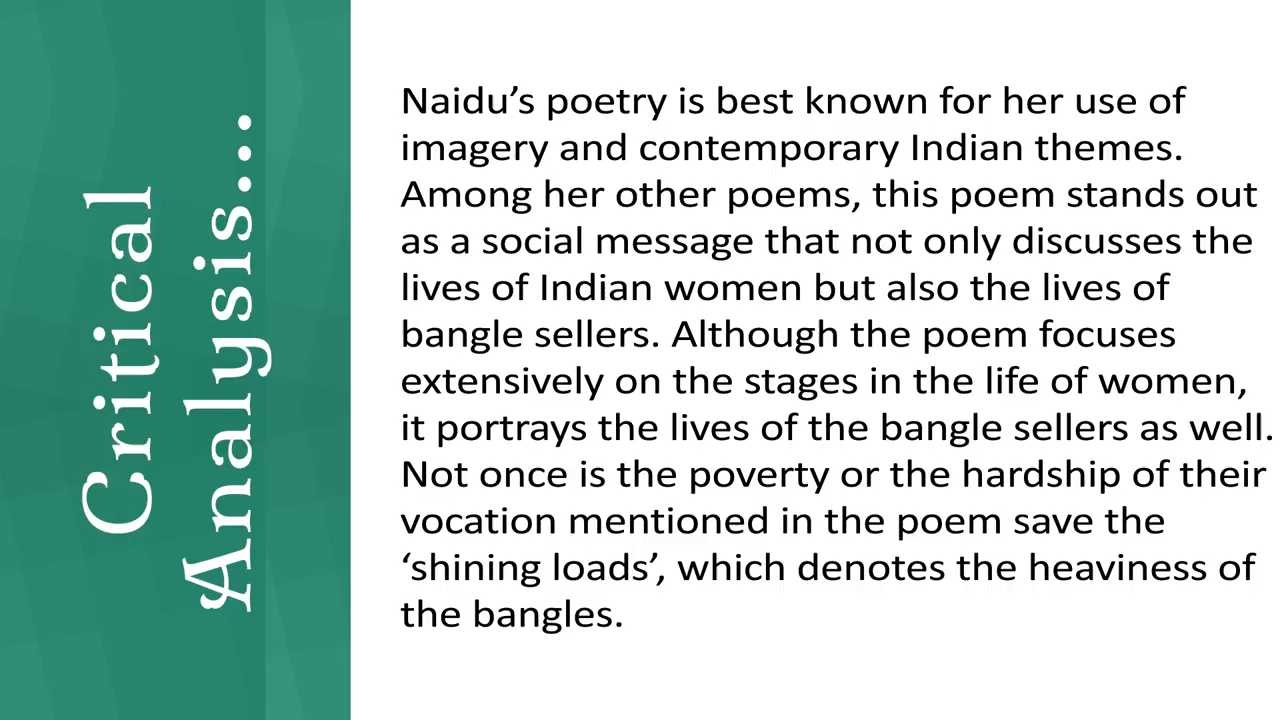 Critical
Analysis...
Naidu’s poetry is best known for her use of
imagery and contemporary Indian themes.
Among her other poems, this poem stands out
as a social message that not only discusses the
lives of Indian women but also the lives of
bangle sellers. Although the poem focuses
extensively on the stages in the life of women,
it portrays the lives of the bangle sellers as well.
Not once is the poverty or the hardship of their
vocation mentioned in the poem save the
‘shining loads’, which denotes the heaviness of
the bangles.